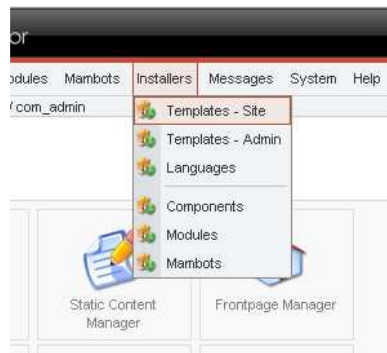 or
odules Mambots Installers Messages System Help
/ com_admin
Templates - Site
Templates - Admin
Languages
Components
Modules
Mambots
Static Content
Manager
Frontpage Manager